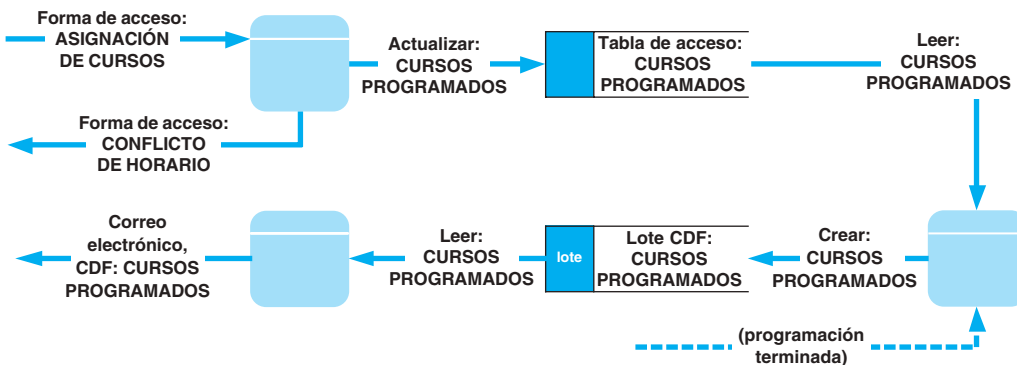 Forma de acceso:
ASIGNACIÓN
DE CURSOS
Actualizar:
CURSOS
PROGRAMADOS
Tabla de acceso:
CURSOS
PROGRAMADOS
Leer:
CURSOS
PROGRAMADOS
Forma de acceso:
CONFLICTO
DE HORARIO
Correo
electrónico,
CDF: CURSOS
PROGRAMADOS
Leer:
CURSOS
PROGRAMADOS
lote
Lote CDF:
CURSOS
PROGRAMADOS
Crear:
CURSOS
PROGRAMADOS
(programación
terminada)